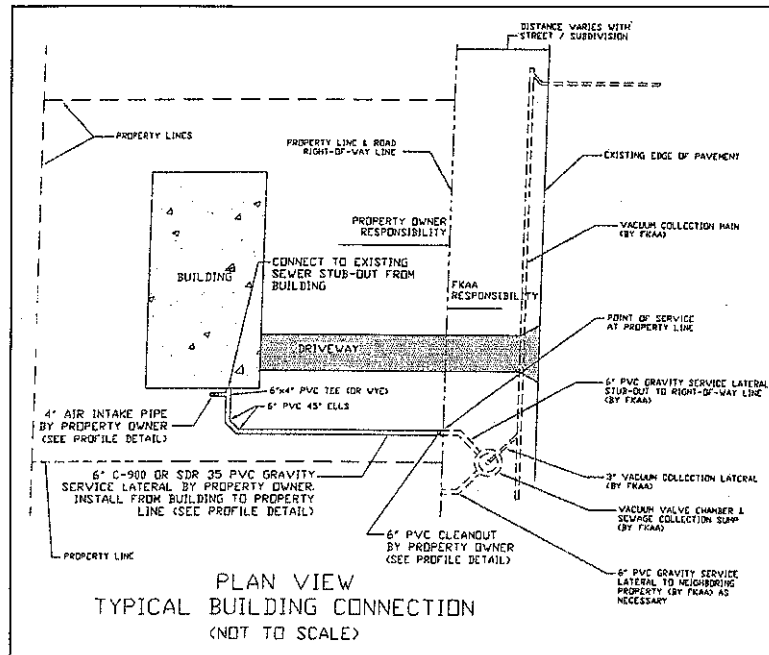 DISTANCE VARIES WITH
STREET / SUBDIVISION
PROPERTY LINES
PROPERTY LINE & ROAD
RIGHT-OF-WAY LINE
EXISTING EDGE OF PAVEMENT
PROPERTY OWNER
RESPONSIBILITY
VACUUM COLLECTION MAIN
(BY FKAA)
BUILDING
CONNECT TO EXISTING
SEWER STUB-OUT FROM
BUILDING
FKAA
RESPONSIBILITY
POINT OF SERVICE
AT PROPERTY LINE
DRIVEWAY
6"x4" PVC TEE (OR WYE)
6" PVC 45° ELLS
4" AIR INTAKE PIPE
BY PROPERTY OWNER
(SEE PROFILE DETAIL)
6" PVC GRAVITY SERVICE LATERAL
STUB-OUT TO RIGHT-OF-WAY LINE
(BY FKAA)
6" C-900 OR SDR 35 PVC GRAVITY
SERVICE LATERAL BY PROPERTY OWNER.
INSTALL FROM BUILDING TO PROPERTY
LINE (SEE PROFILE DETAIL)
3" VACUUM COLLECTION LATERAL
(BY FKAA)
VACUUM VALVE CHAMBER &
SEWAGE COLLECTION SUMP
(BY FKAA)
6" PVC CLEANOUT
BY PROPERTY OWNER
(SEE PROFILE DETAIL)
PROPERTY LINE
6" PVC GRAVITY SERVICE
LATERAL TO NEIGHBORING
PROPERTY (BY FKAA) AS
NECESSARY
PLAN VIEW
TYPICAL BUILDING CONNECTION
(NOT TO SCALE)